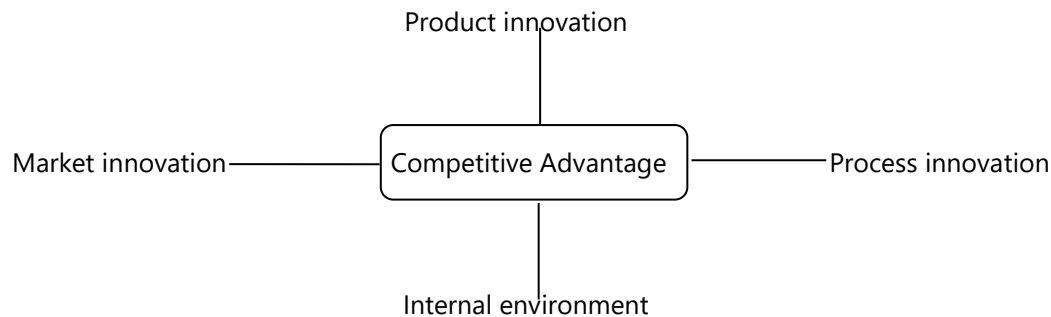 Product innovation
Market innovation
Competitive Advantage
Process innovation
Internal environment